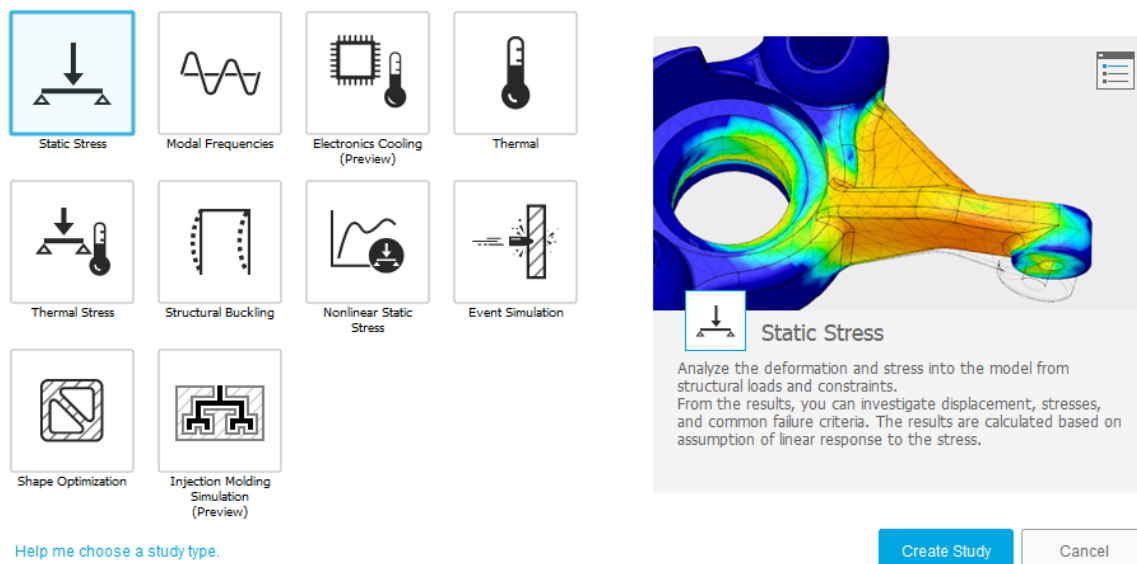 Static Stress
Modal Frequencies
Electronics Cooling
(Preview)
Thermal
Thermal Stress
Structural Buckling
Nonlinear Static
Stress
Event Simulation
Shape Optimization
Injection Molding
Simulation
(Preview)
Help me choose a study type.
Static Stress
Analyze the deformation and stress into the model from
structural loads and constraints.
From the results, you can investigate displacement, stresses,
and common failure criteria. The results are calculated based on
assumption of linear response to the stress.
Create Study
Cancel